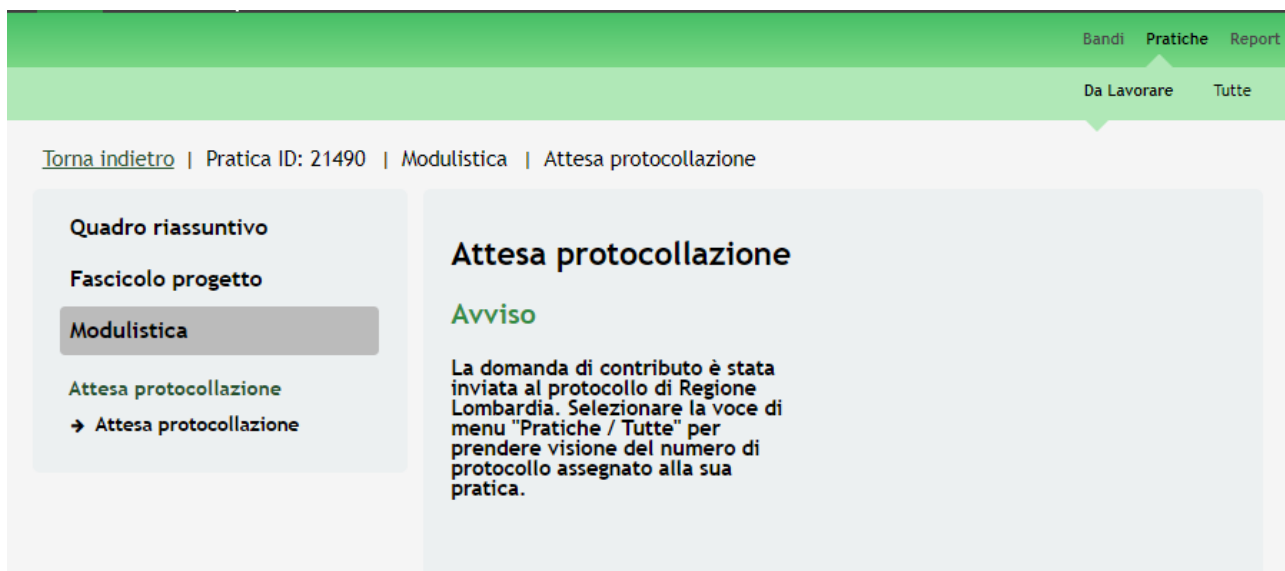 Bandi Pratiche Report
Da Lavorare Tutte
Torna indietro | Pratica ID: 21490 | Modulistica | Attesa protocollazione
Quadro riassuntivo
Fascicolo progetto
Modulistica
Attesa protocollazione
→ Attesa protocollazione
Attesa protocollazione
Avviso
La domanda di contributo è stata
inviata al protocollo di Regione
Lombardia. Selezionare la voce di
menu "Pratiche / Tutte" per
prendere visione del numero di
protocollo assegnato alla sua
pratica.